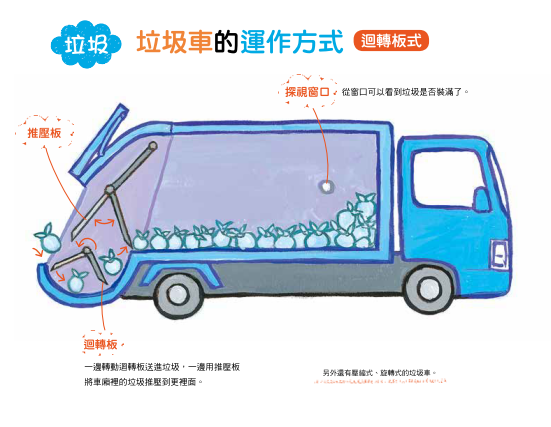 垃圾
垃圾車的運作方式 迴轉板式
探視窗口
從窗口可以看到垃圾是否裝滿了。
推壓板
迴轉板
一邊轉動迴轉板送進垃圾，一邊用推壓板
將車廂裡的垃圾推壓到更裡面。
另外還有壓縮式、旋轉式的垃圾車。